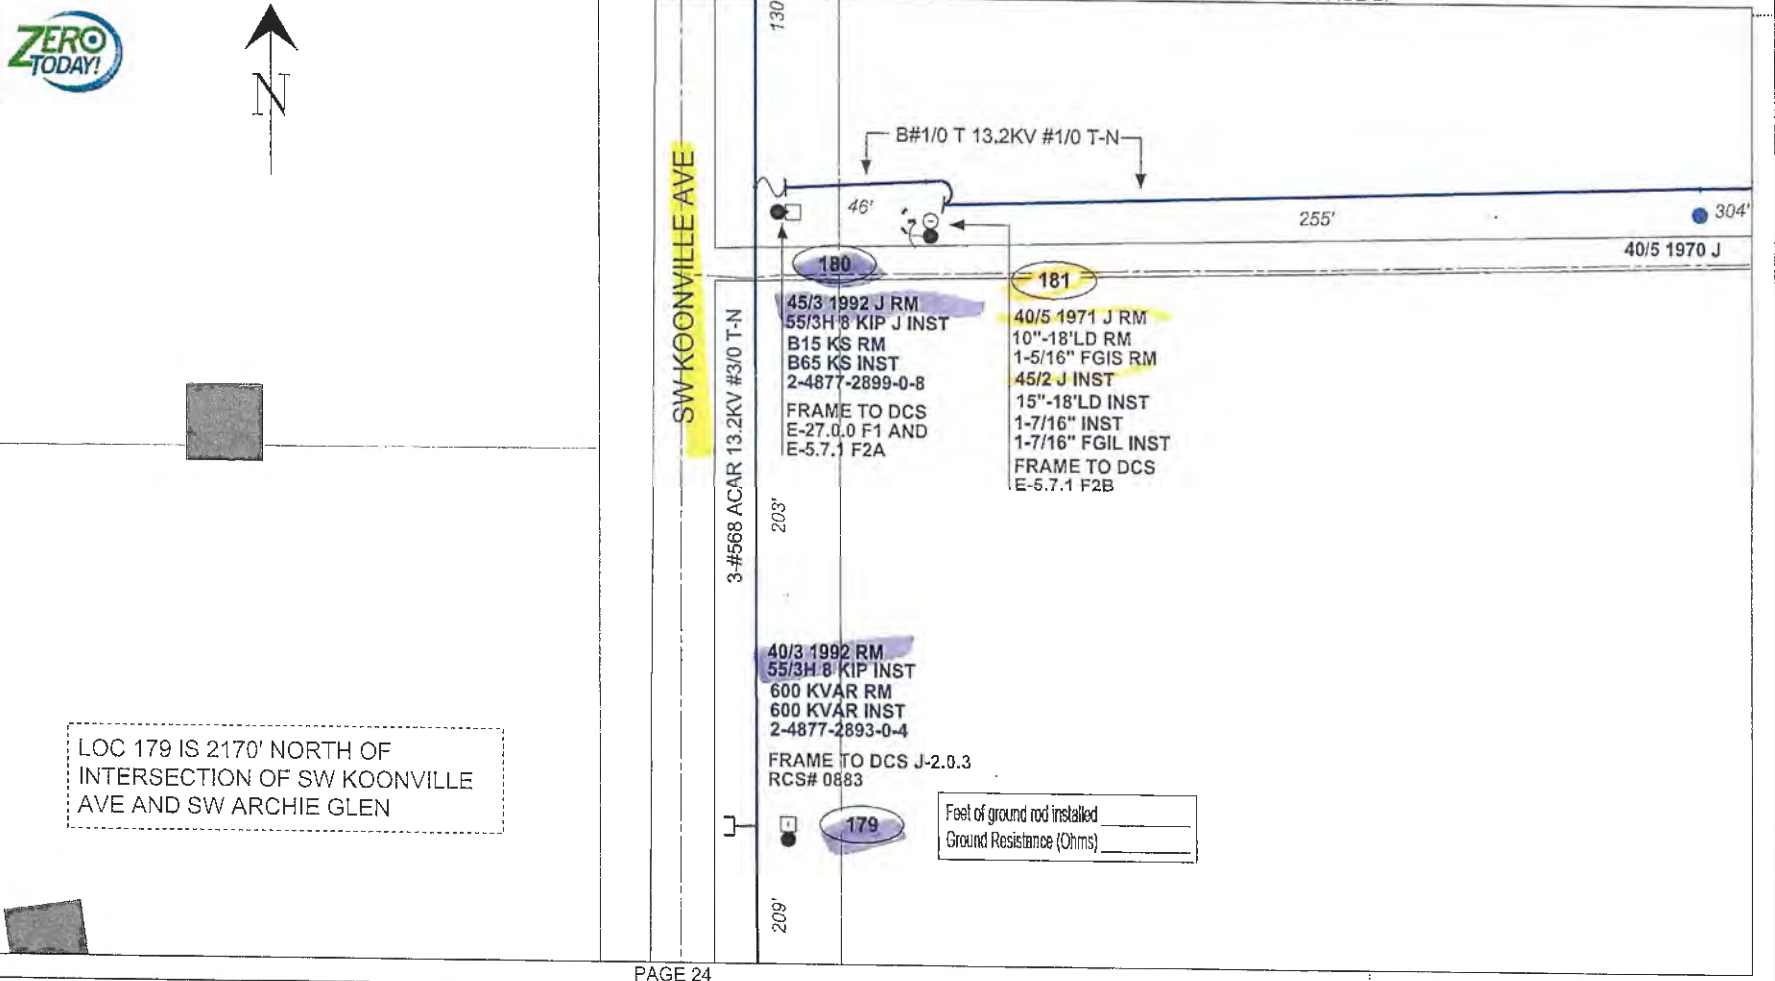 ZERO
TODAY!
N
130
B#1/0 T 13.2KV #1/0 T-N
46'
255'
304'
40/5 1970 J
SW KOONVILLE AVE
3-#568 ACAR 13.2KV #3/0 T-N
180
45/3 1992 J RM
55/3H 8 KIP J INST
B15 KS RM
B65 KS INST
2-4877-2899-0-8
FRAME TO DCS
E-27.0.0 F1 AND
E-5.7.1 F2A
181
40/5 1971 J RM
10"-18'LD RM
1-5/16" FGIS RM
45/2 J INST
15"-18'LD INST
1-7/16" INST
1-7/16" FGIL INST
FRAME TO DCS
E-5.7.1 F2B
203'
40/3 1992 RM
55/3H 8 KIP INST
600 KVAR RM
600 KVAR INST
2-4877-2893-0-4
FRAME TO DCS J-2.0.3
RCS# 0883
179
Feet of ground rod installed
Ground Resistance (Ohms)
LOC 179 IS 2170' NORTH OF
INTERSECTION OF SW KOONVILLE
AVE AND SW ARCHIE GLEN
209'
PAGE 24